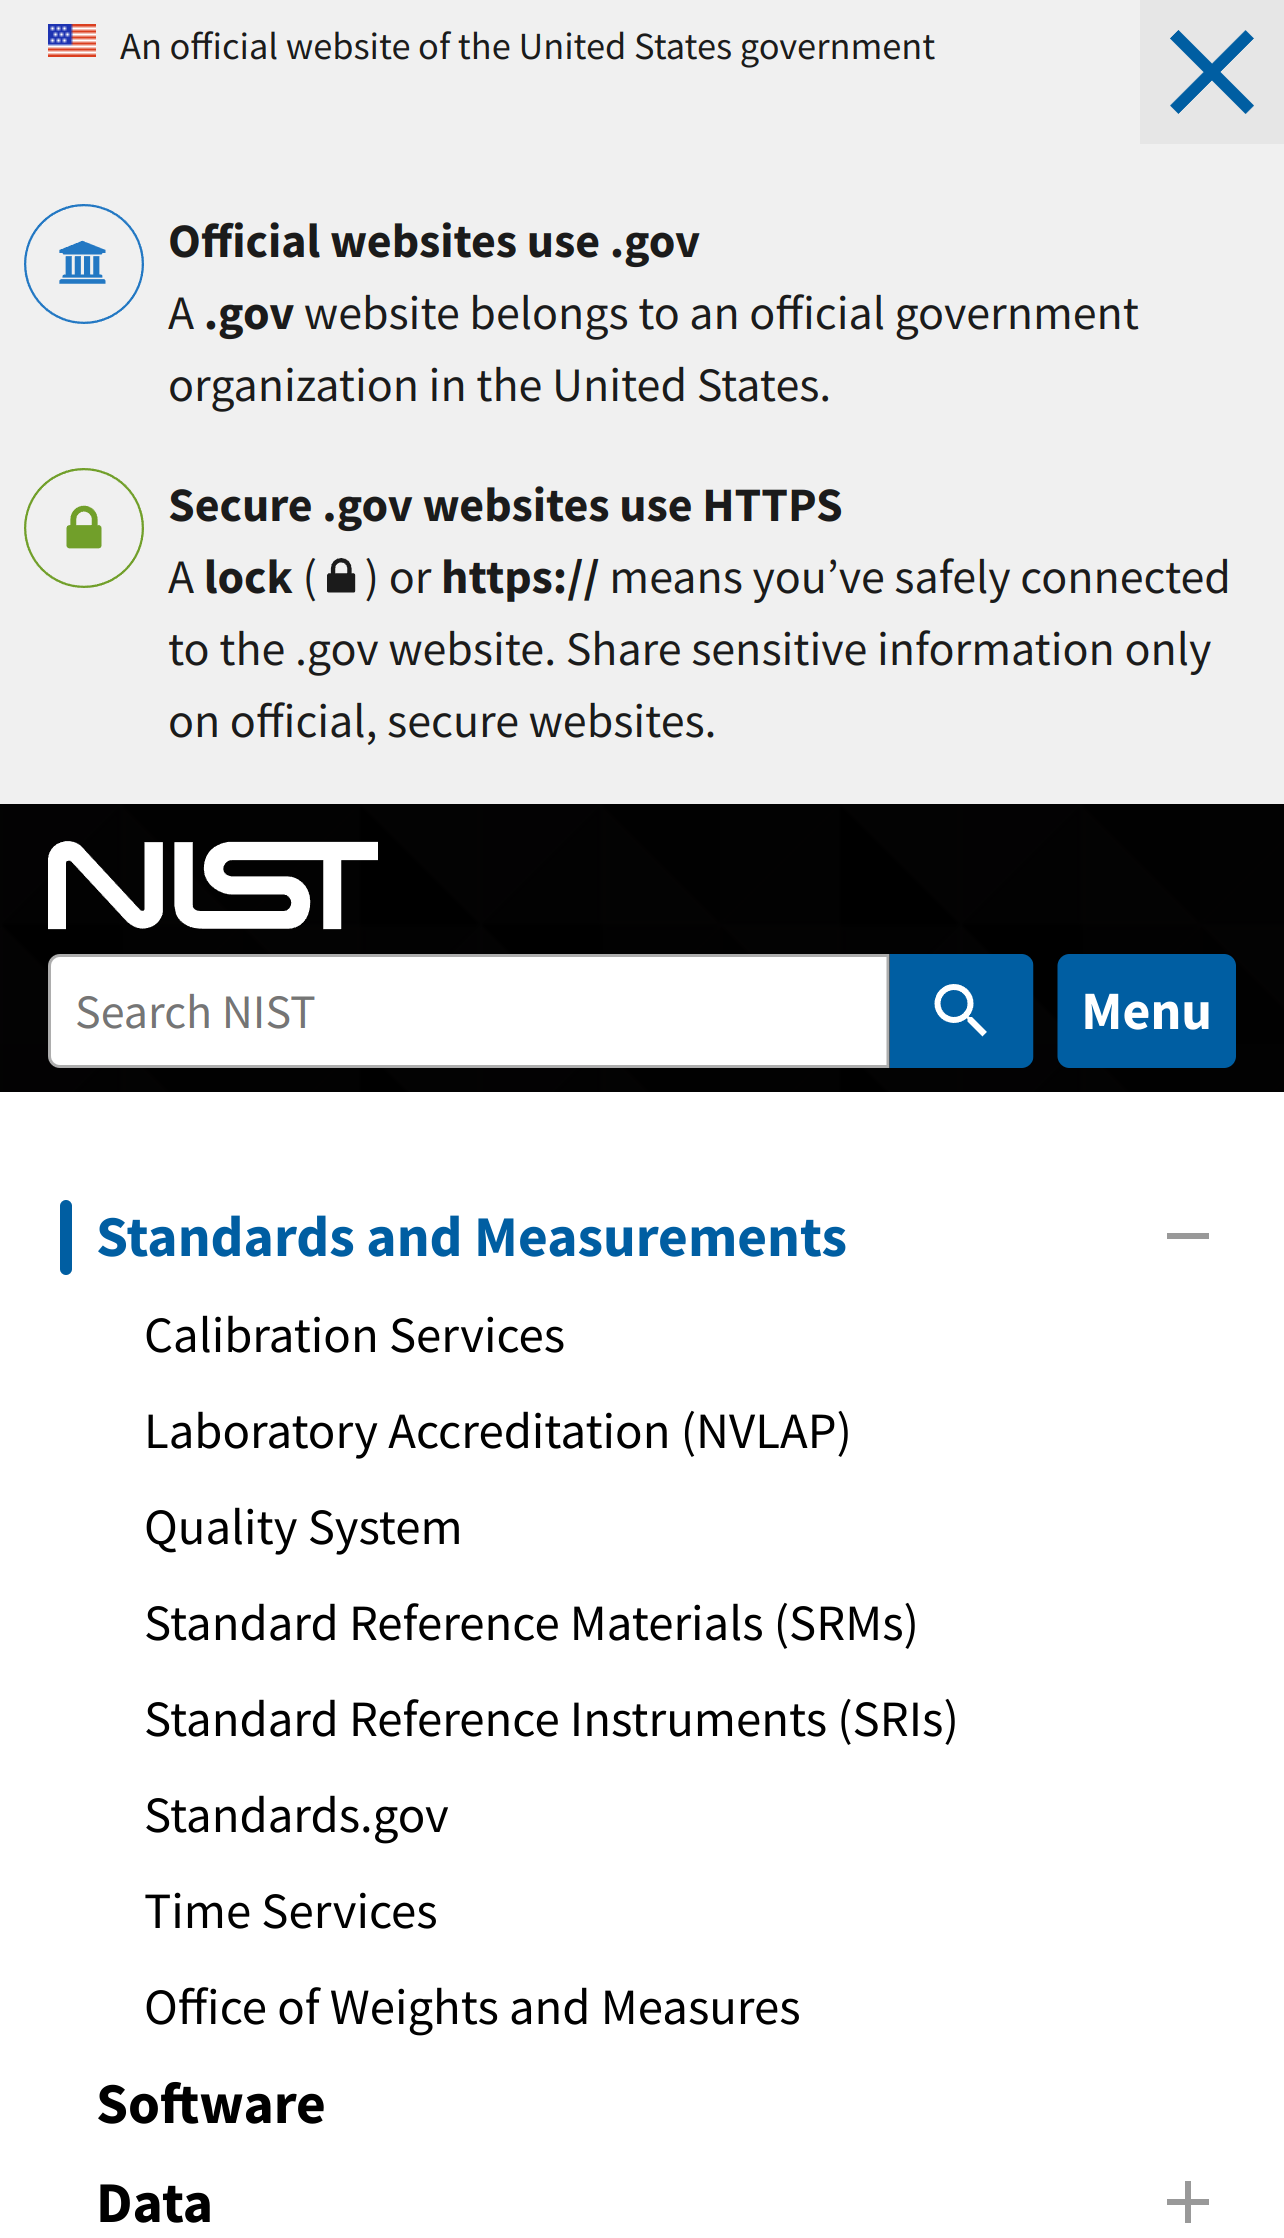 An official website of the United States government
Official websites use .gov
A .gov website belongs to an official government
organization in the United States.
Secure .gov websites use HTTPS
A lock ( ) or https:// means you’ve safely connected
to the .gov website. Share sensitive information only
on official, secure websites.
NIST
Search NIST
Menu
Standards and Measurements
Calibration Services
Laboratory Accreditation (NVLAP)
Quality System
Standard Reference Materials (SRMs)
Standard Reference Instruments (SRIs)
Standards.gov
Time Services
Office of Weights and Measures
Software
Data